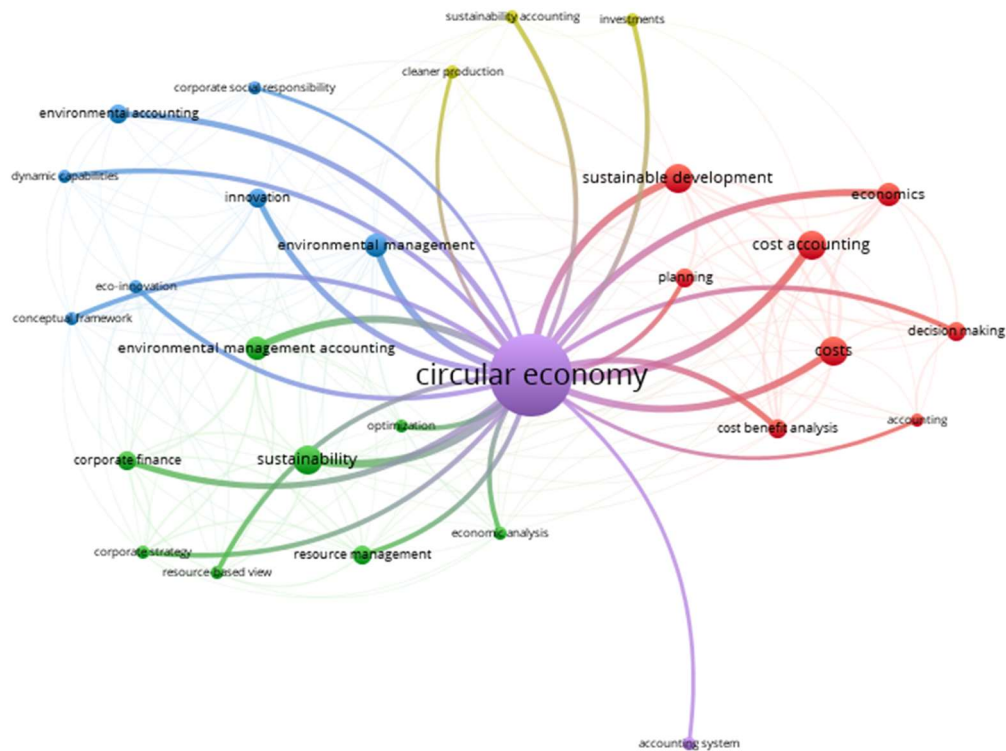 sustainability accounting
investments
cleaner production
corporate social responsibility
environmental accounting
dynamic capabilities
sustainable development
innovation
economics
environmental management
cost accounting
planning
eco-innovation
conceptual framework
decision making
environmental management accounting
costs
circular economy
optimization
accounting
cost benefit analysis
corporate finance
sustainability
economic analysis
corporate strategy
resource management
resource-based view
accounting system